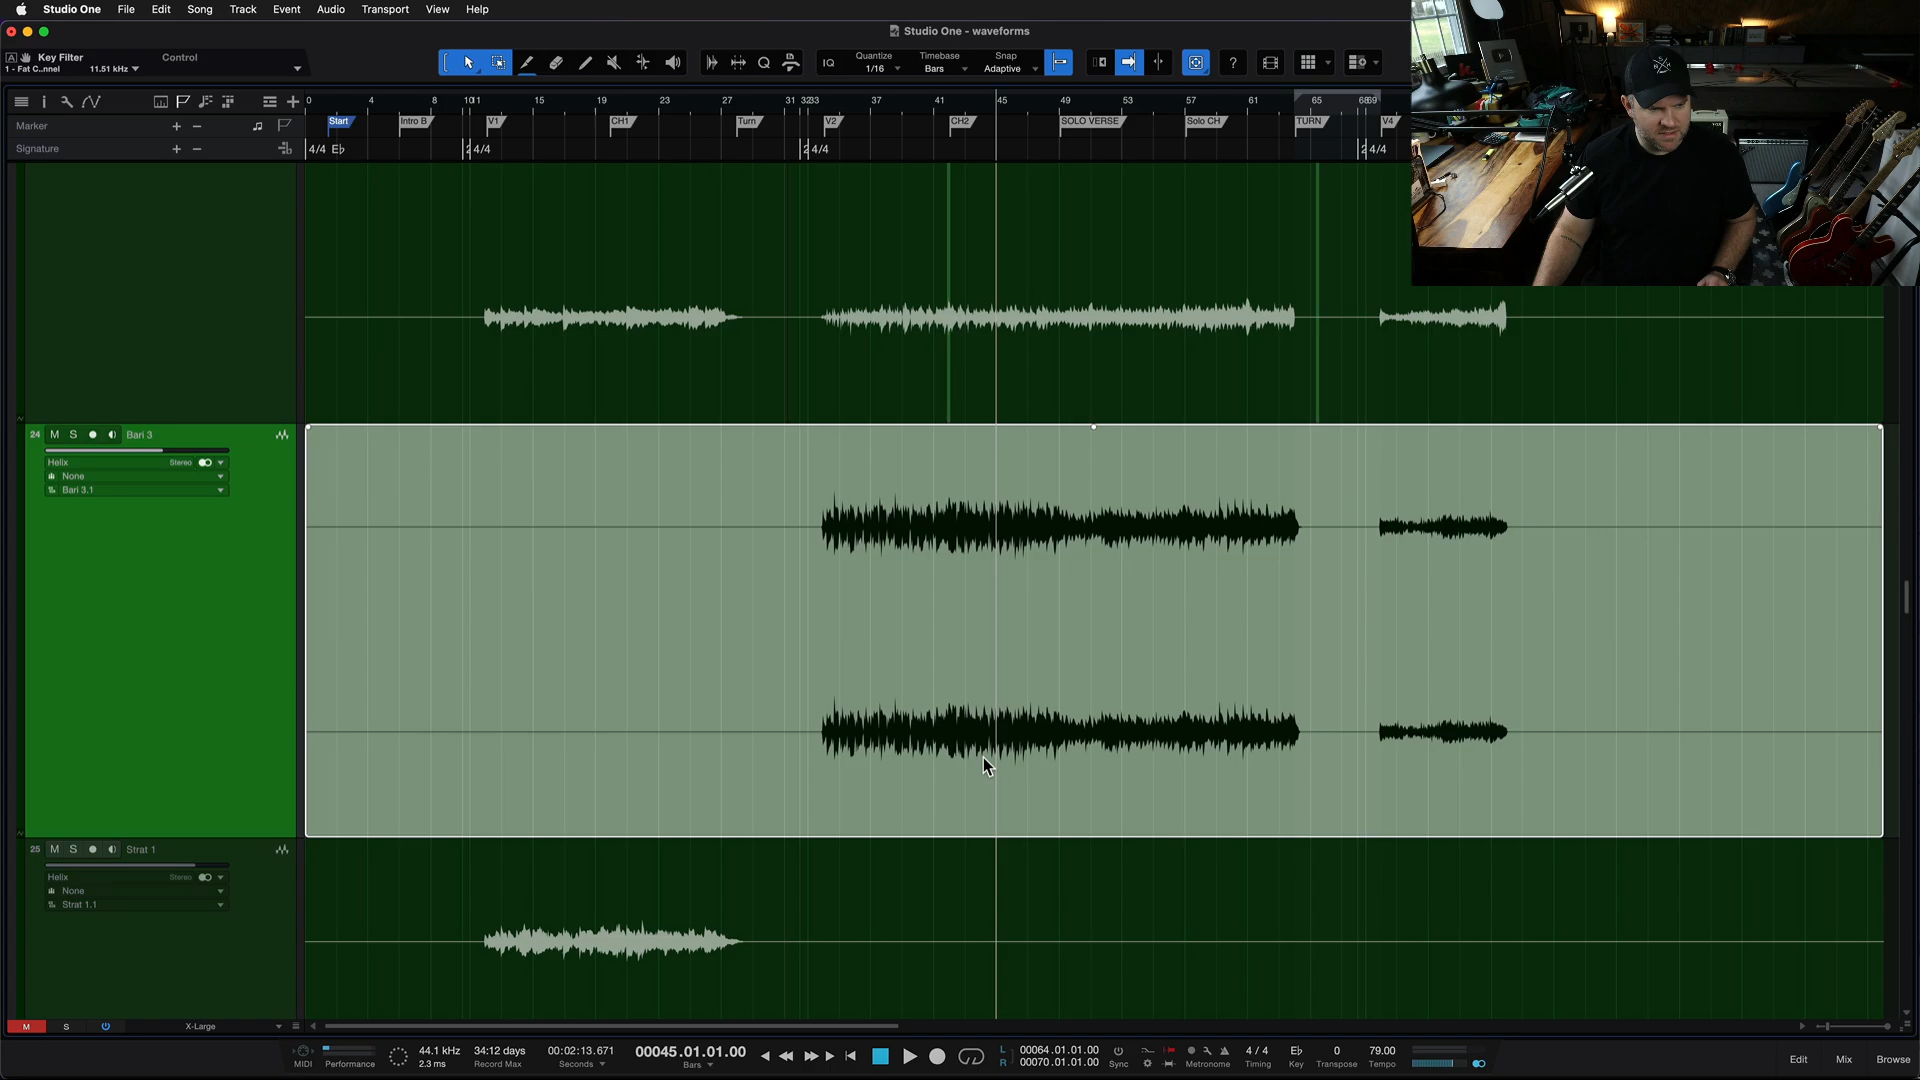 Studio One File Edit Song Track Event Audio Transport View Help
Studio One - waveforms
Key Filter Control
1 - Fat C..nnel 11.51 kHz
IQ Quantize 1/16 Timebase Bars Snap Adaptive ?
0 4 8 10 11 15 19 23 27 31 32 33 37 41 45 49 53 57 61 65 68 69
Marker + − Start Intro B V1 CH1 Turn V2 CH2 SOLO VERSE Solo CH TURN V4
Signature + − 4/4 E♭ 2 4/4 2 4/4 2 4/4
24 M S Bari 3
Helix Stereo
None
Bari 3.1
25 M S Strat 1
Helix Stereo
None
Strat 1.1
M S X-Large
MIDI Performance
44.1 kHz
2.3 ms
34:12 days
Record Max
00:02:13.671
Seconds
00045.01.01.00
Bars
L 00064.01.01.00
R 00070.01.01.00
Sync
Metronome
4 / 4
Timing
E♭
Key
0
Transpose
79.00
Tempo
Edit Mix Browse